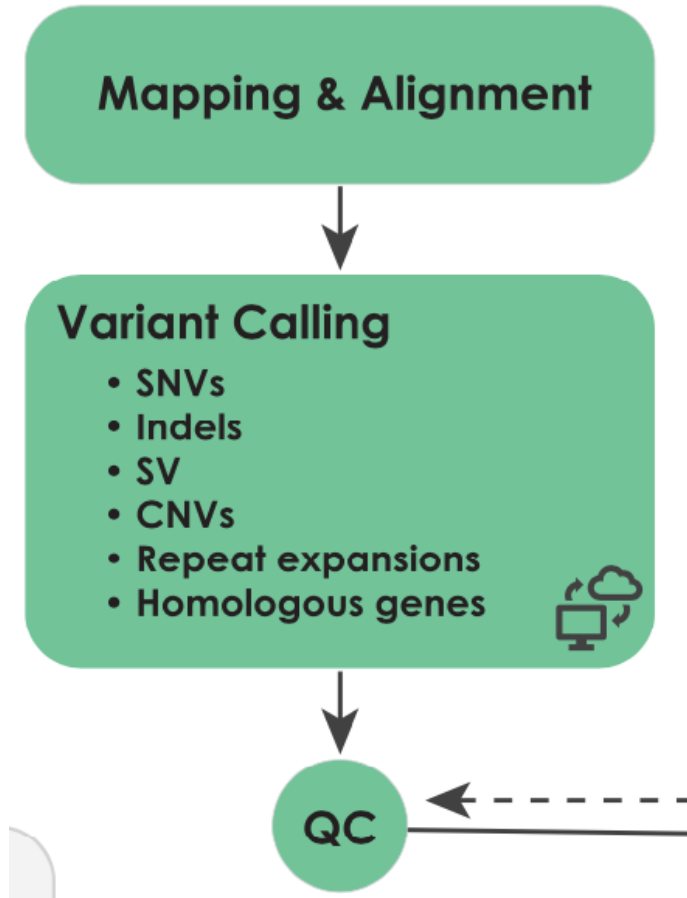 Mapping & Alignment
Variant Calling
• SNVs
• Indels
• SV
• CNVs
• Repeat expansions
• Homologous genes
QC